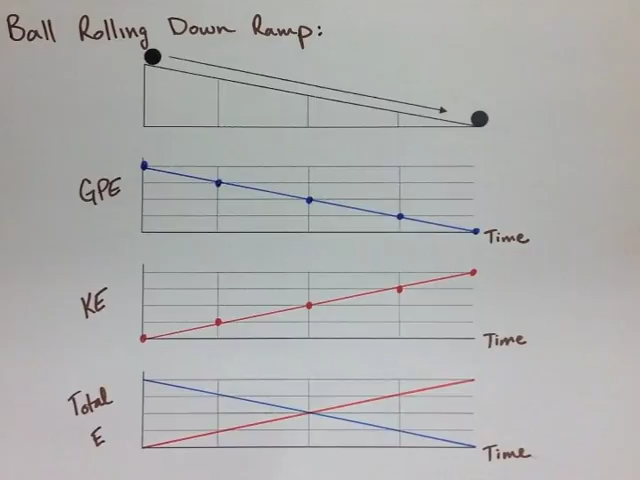 Ball Rolling Down Ramp:
GPE
Time
KE
Time
Total
E
Time